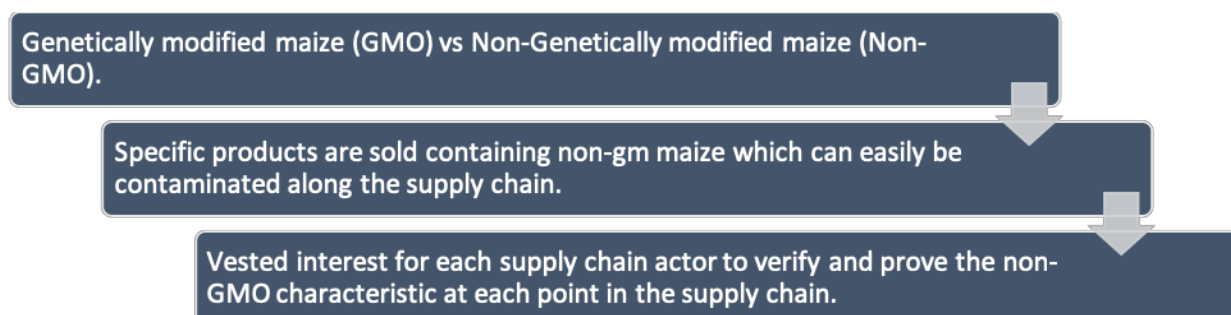 Genetically modified maize (GMO) vs Non-Genetically modified maize (Non-
GMO).
Specific products are sold containing non-gm maize which can easily be
contaminated along the supply chain.
Vested interest for each supply chain actor to verify and prove the non-
GMO characteristic at each point in the supply chain.